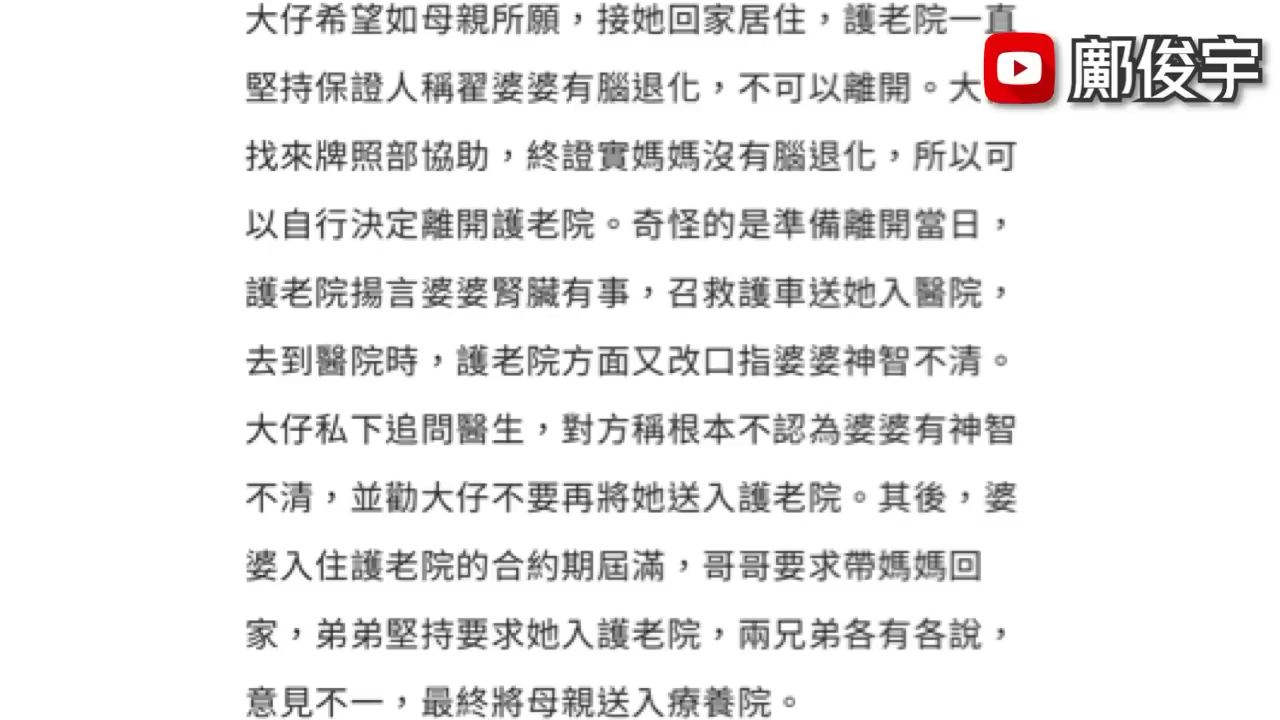 大仔希望如母親所願，接她回家居住，護老院一直
鄺俊宇
堅持保證人稱翟婆婆有腦退化，不可以離開。大
找來牌照部協助，終證實媽媽沒有腦退化，所以可
以自行決定離開護老院。奇怪的是準備離開當日，
護老院揚言婆婆腎臟有事，召救護車送她入醫院，
去到醫院時，護老院方面又改口指婆婆神智不清。
大仔私下追問醫生，對方稱根本不認為婆婆有神智
不清，並勸大仔不要再將她送入護老院。其後，婆
婆入住護老院的合約期屆滿，哥哥要求帶媽媽回
家，弟弟堅持要求她入護老院，兩兄弟各有各說，
意見不一，最終將母親送入療養院。